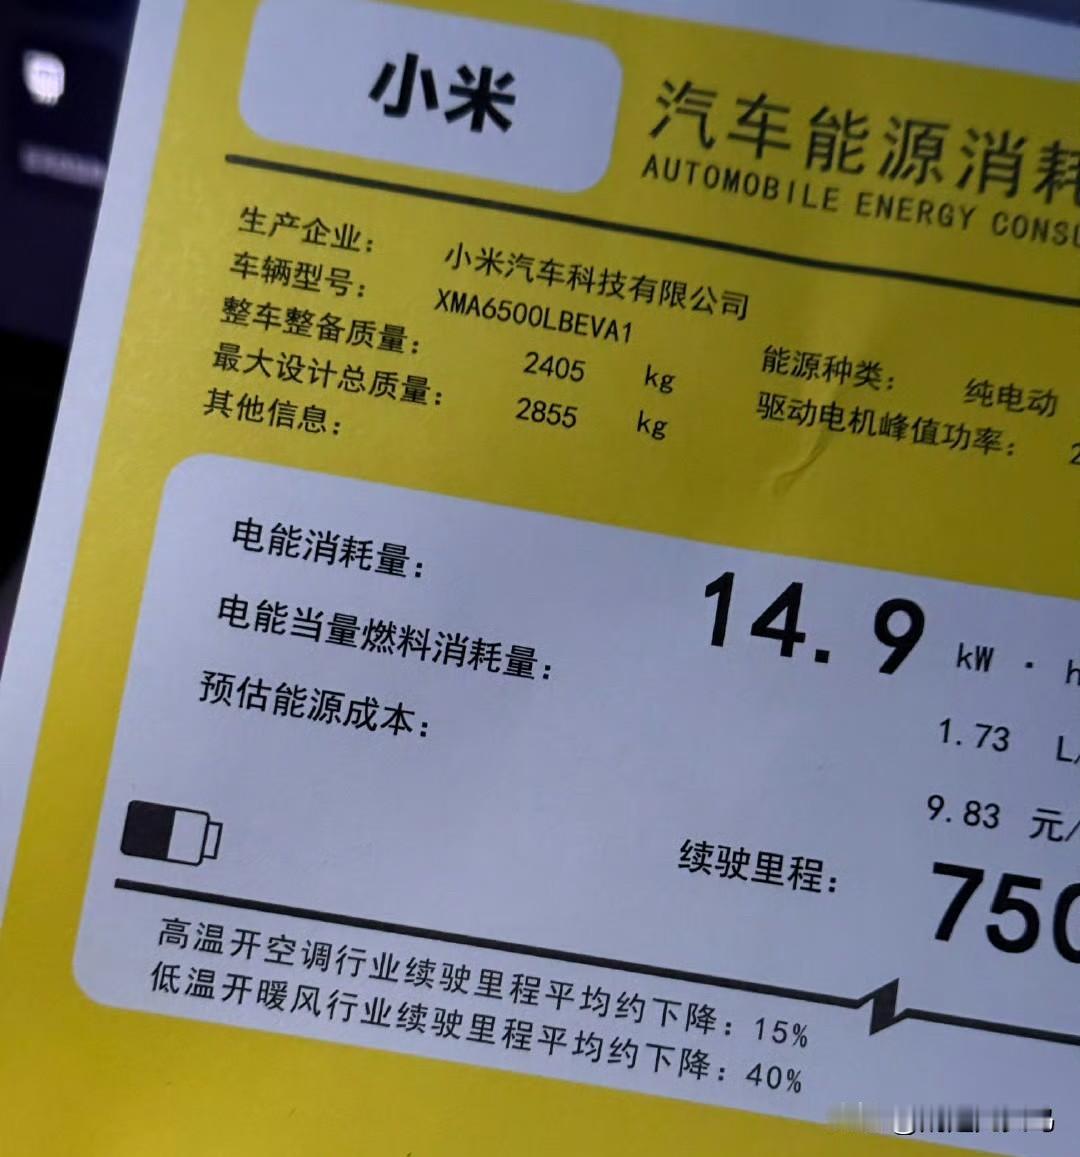 小米
汽车能源消耗
AUTOMOBILE ENERGY CONSU
生产企业： 小米汽车科技有限公司
车辆型号： XMA6500LBEVA1
整车整备质量： 2405 kg 能源种类： 纯电动
最大设计总质量： 2855 kg 驱动电机峰值功率： 2
其他信息：
电能消耗量： 14.9 kW · h
电能当量燃料消耗量： 1.73 L/
预估能源成本： 9.83 元/
续驶里程： 750
高温开空调行业续驶里程平均约下降：15%
低温开暖风行业续驶里程平均约下降：40%